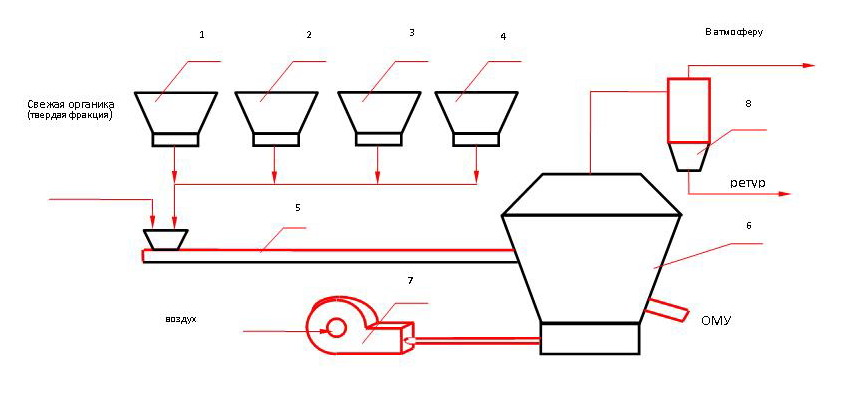 1
2
3
4
В атмосферу
Свежая органика
(твердая фракция)
8
ретур
5
6
7
воздух
ОМУ